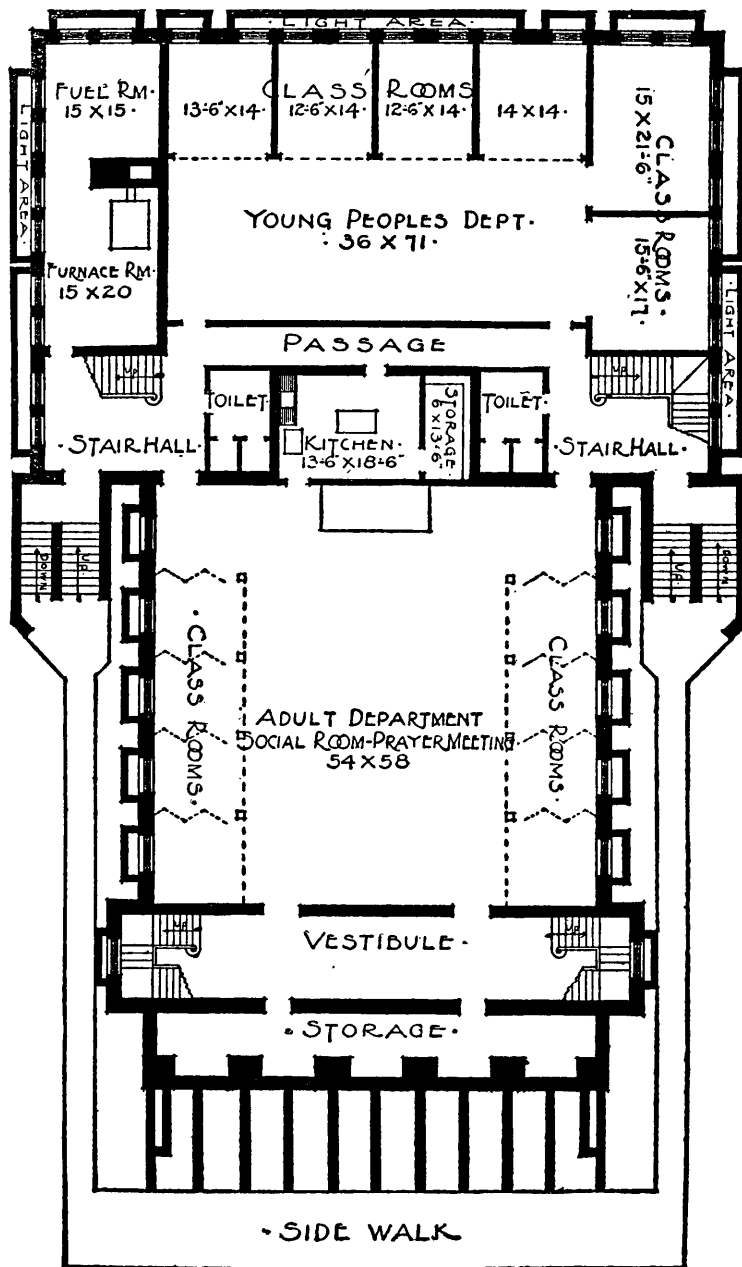 · LIGHT AREA ·
FUEL RM·
15 X 15·
CLASS ROOMS
13-6" X 14·
12-6" X 14·
12-6" X 14·
14 X 14·
CLASS ROOMS·
15 X 21-6"
15-6" X 17·
LIGHT AREA·
YOUNG PEOPLES DEPT·
36 X 71·
FURNACE RM·
15 X 20
·LIGHT AREA·
PASSAGE
UP
UP
TOILET
KITCHEN·
13-6" X 18-6"
STORAGE·
6 X 13-6"
TOILET
·STAIR HALL·
·STAIR HALL·
DOWN
UP
UP
DOWN
·CLASS ROOMS·
CLASS ROOMS·
ADULT DEPARTMENT
SOCIAL ROOM-PRAYER MEETING
54 X 58
UP
VESTIBULE·
UP
·STORAGE·
·SIDE WALK